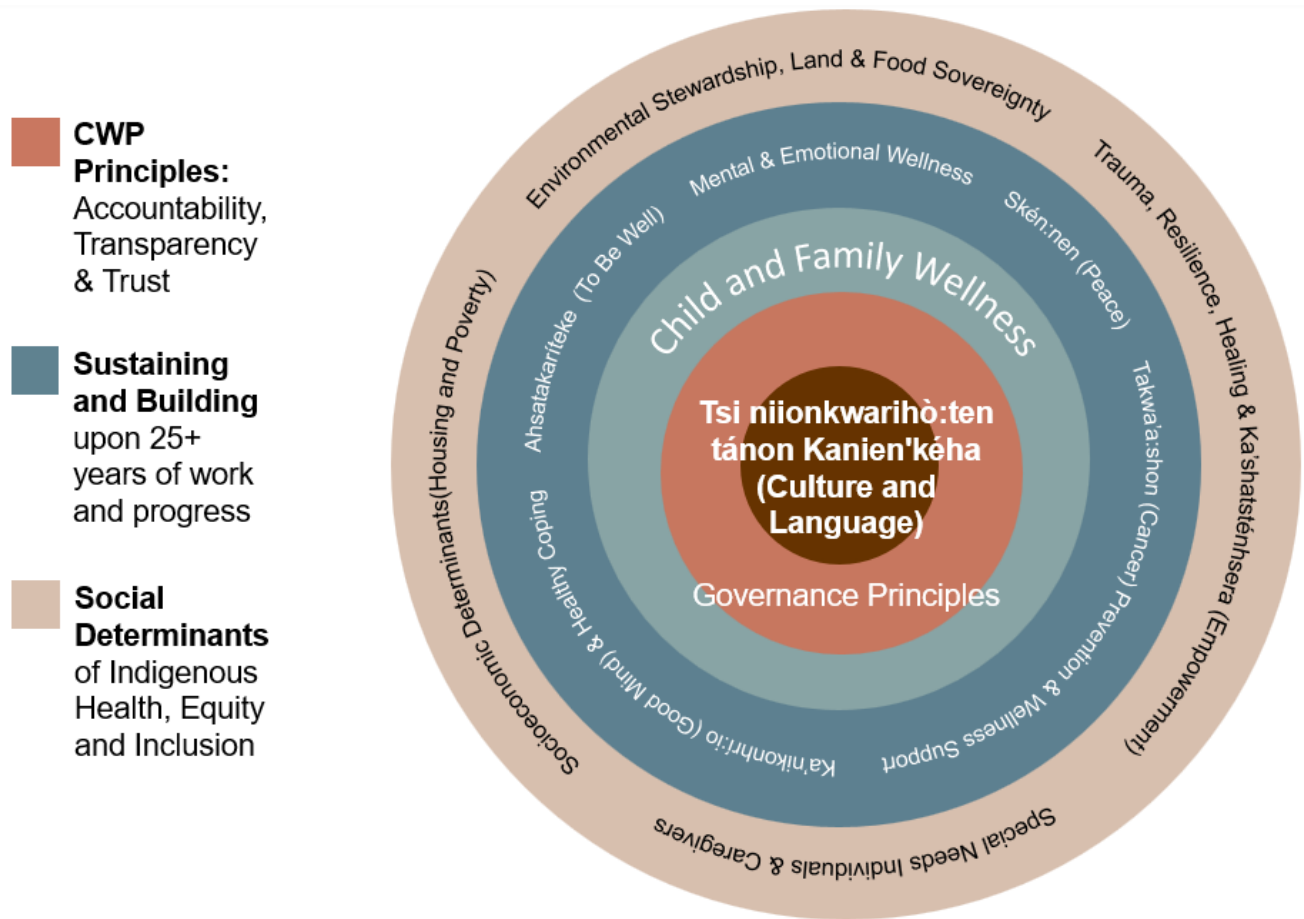 CWP
Principles:
Accountability,
Transparency
& Trust
Sustaining
and Building
upon 25+
years of work
and progress
Social
Determinants
of Indigenous
Health, Equity
and Inclusion
Environmental Stewardship, Land & Food Sovereignty
Trauma, Resilience, Healing & Ka'shatsténhsera (Empowerment)
Special Needs Individuals & Caregivers
Socioeconomic Determinants(Housing and Poverty)
Mental & Emotional Wellness
Skén:nen (Peace)
Takwa'a:shon (Cancer) Prevention & Wellness Support
Ka'nikonhrí:io (Good Mind) & Healthy Coping
Ahsatakaríteke (To Be Well)
Child and Family Wellness
Tsi niionkwarihò:ten
tánon Kanien'kéha
(Culture and
Language)
Governance Principles